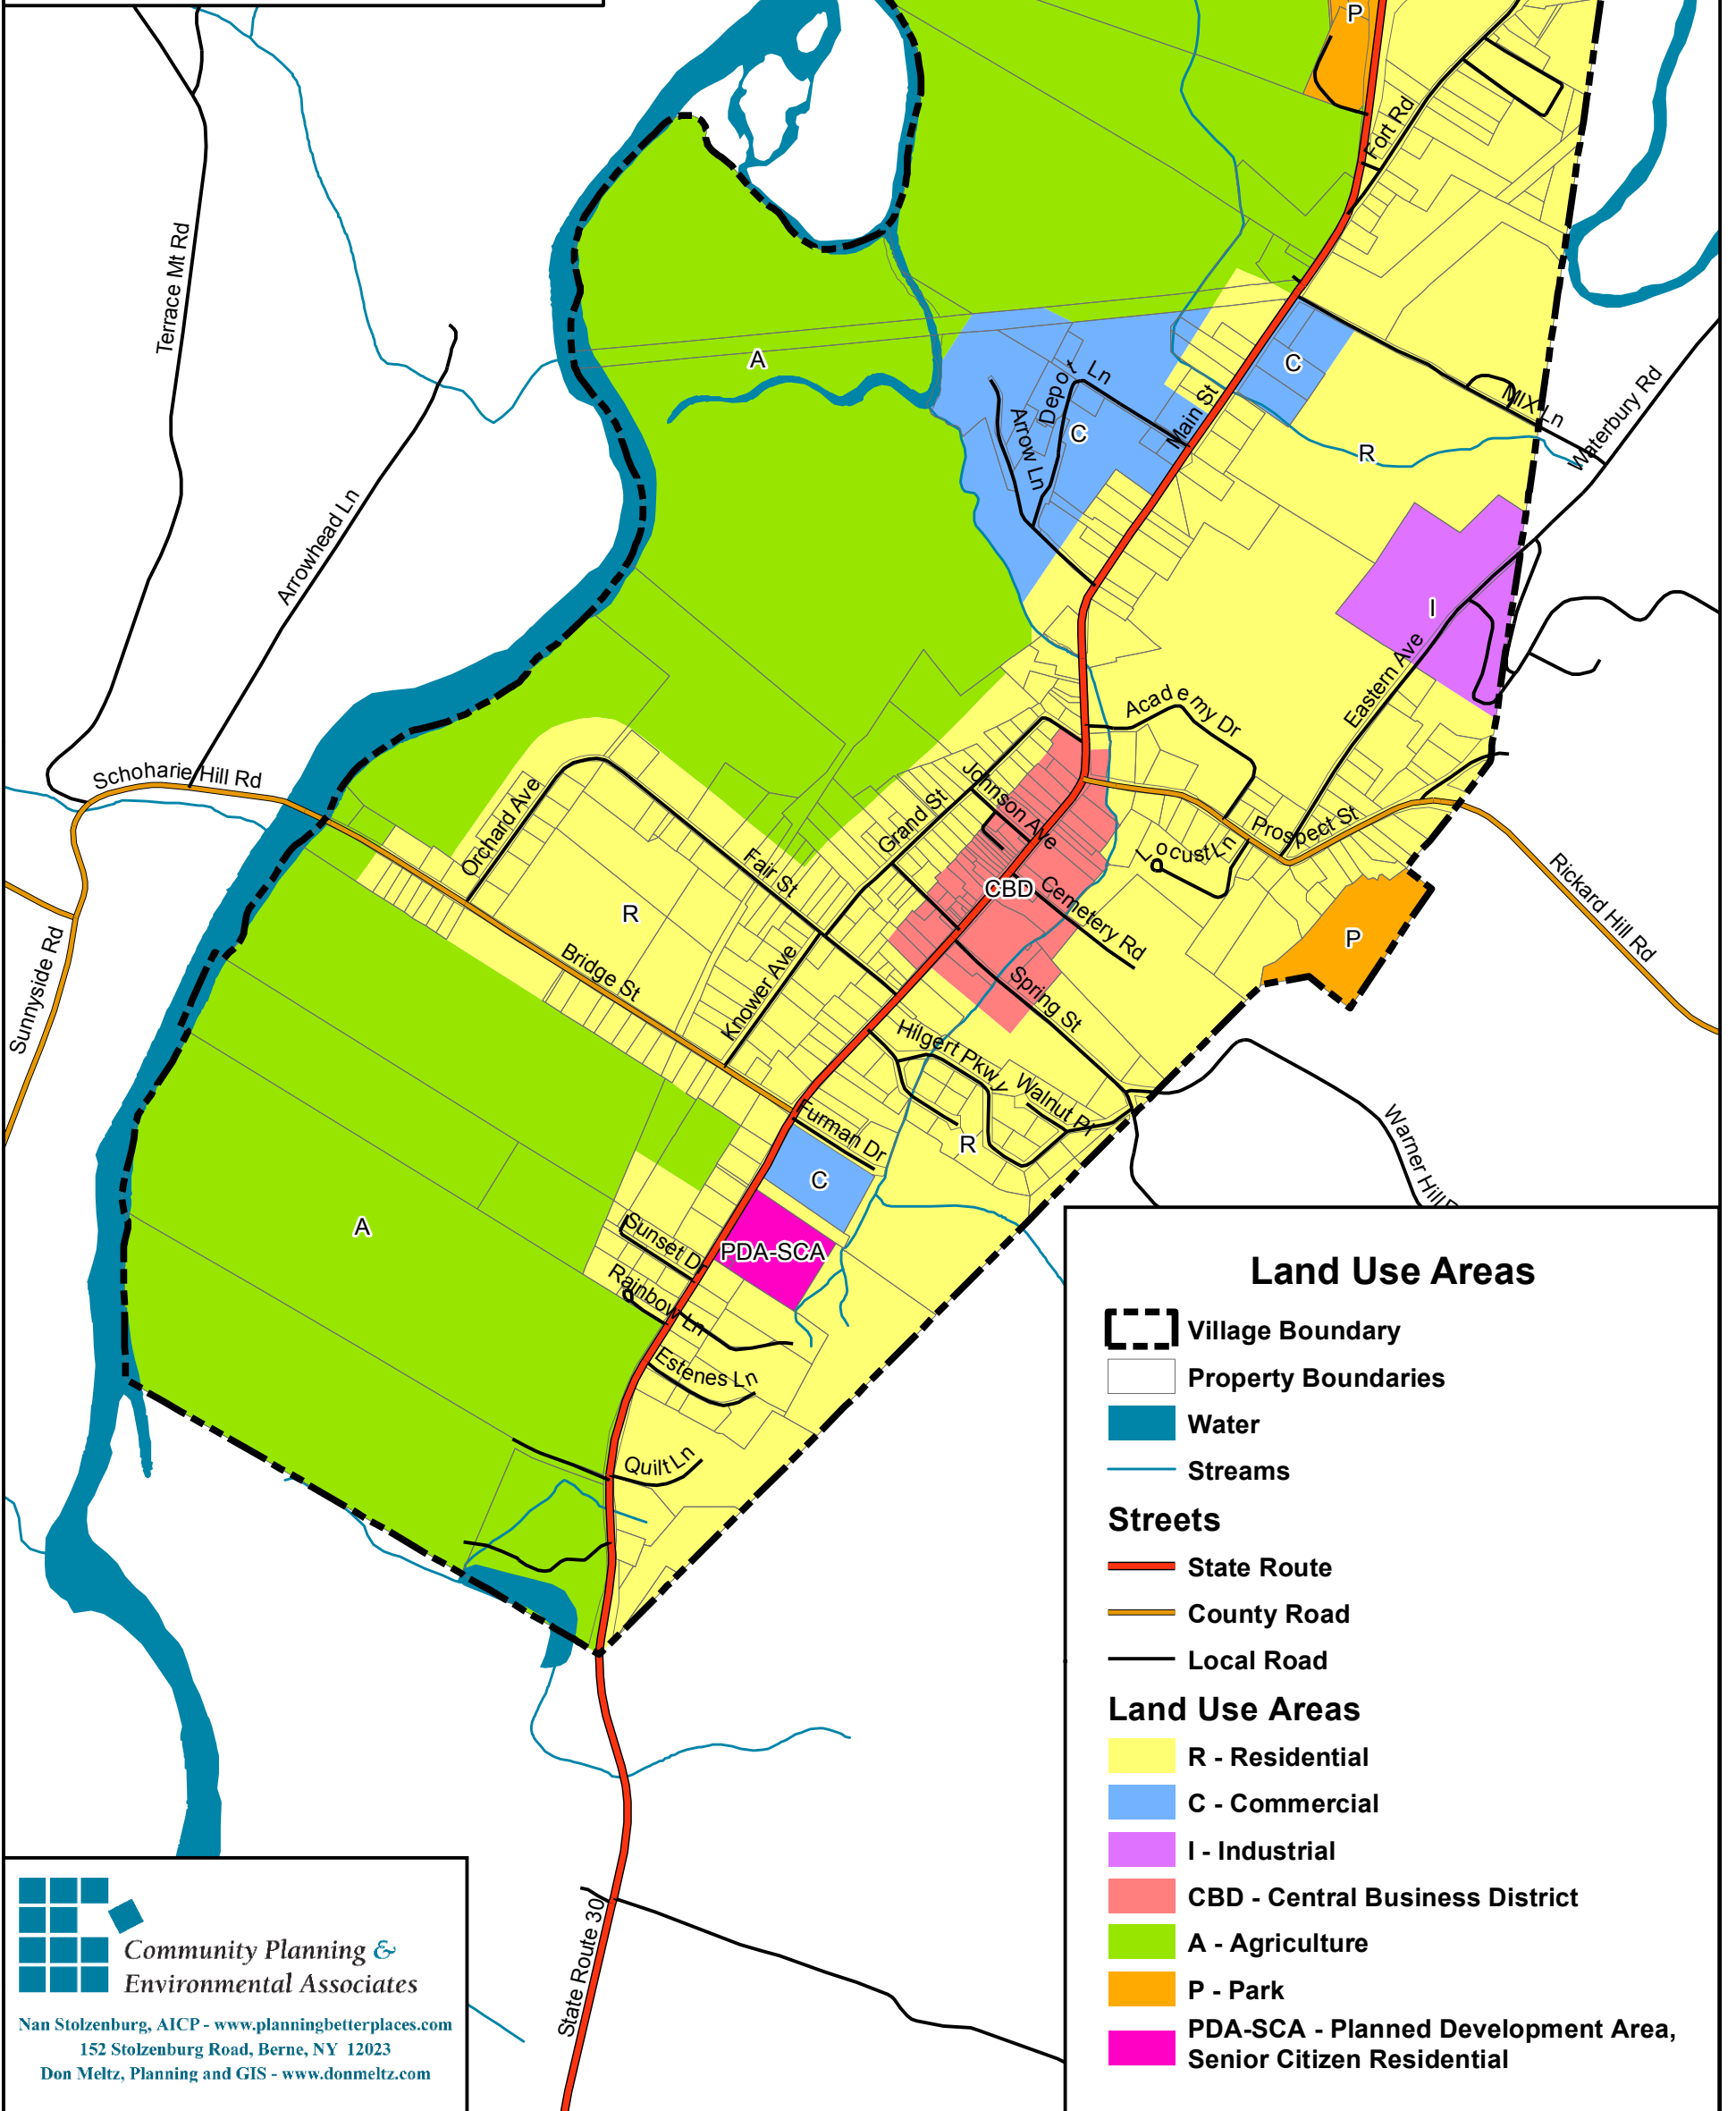 P
Fort Rd
Terrace Mt Rd
A
C
Depot Ln
Arrow Ln
C
Main St
MIX Ln
Waterbury Rd
R
Arrowhead Ln
I
Eastern Ave
Academy Dr
Schoharie Hill Rd
Orchard Ave
Johnson Ave
Grand St
Prospect St
Locust Ln
Fair St
CBD
Cemetery Rd
Rickard Hill Rd
R
P
Sunnyside Rd
Bridge St
Knower Ave
Spring St
Hilgert Pkwy
Walnut Pl
Furman Dr
R
Warner Hill R
C
A
Sunset Dr
PDA-SCA
Rainbow Ln
Estenes Ln
Quilt Ln
State Route 30
Land Use Areas
Village Boundary
Property Boundaries
Water
Streams
Streets
State Route
County Road
Local Road
Land Use Areas
R - Residential
C - Commercial
I - Industrial
CBD - Central Business District
A - Agriculture
P - Park
PDA-SCA - Planned Development Area,
Senior Citizen Residential
Community Planning &
Environmental Associates
Nan Stolzenburg, AICP - www.planningbetterplaces.com
152 Stolzenburg Road, Berne, NY 12023
Don Meltz, Planning and GIS - www.donmeltz.com